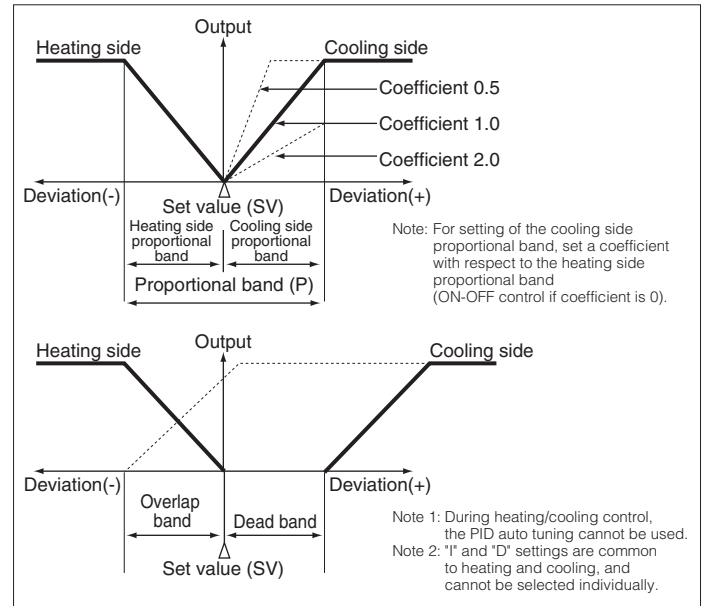 Output
Heating side
Cooling side
Coefficient 0.5
Coefficient 1.0
Coefficient 2.0
Deviation(-)
Set value (SV)
Deviation(+)
Heating side
proportional
band
Cooling side
proportional
band
Proportional band (P)
Note: For setting of the cooling side
proportional band, set a coefficient
with respect to the heating side
proportional band
(ON-OFF control if coefficient is 0).
Heating side
Output
Cooling side
Deviation(-)
Deviation(+)
Overlap
band
Dead band
Set value (SV)
Note 1: During heating/cooling control,
the PID auto tuning cannot be used.
Note 2: "I" and "D" settings are common
to heating and cooling, and
cannot be selected individually.